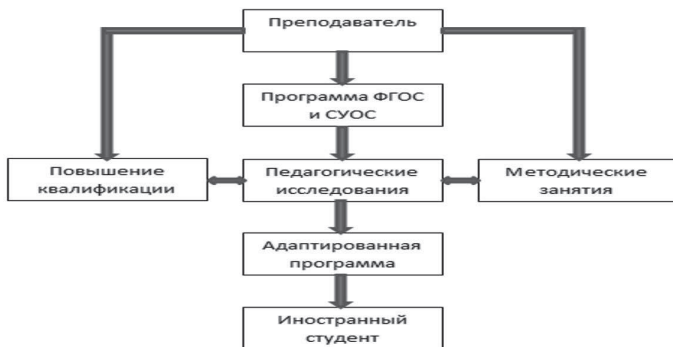 Преподаватель
Программа ФГОС
и СУОС
Повышение
квалификации
Педагогические
исследования
Методические
занятия
Адаптированная
программа
Иностранный
студент